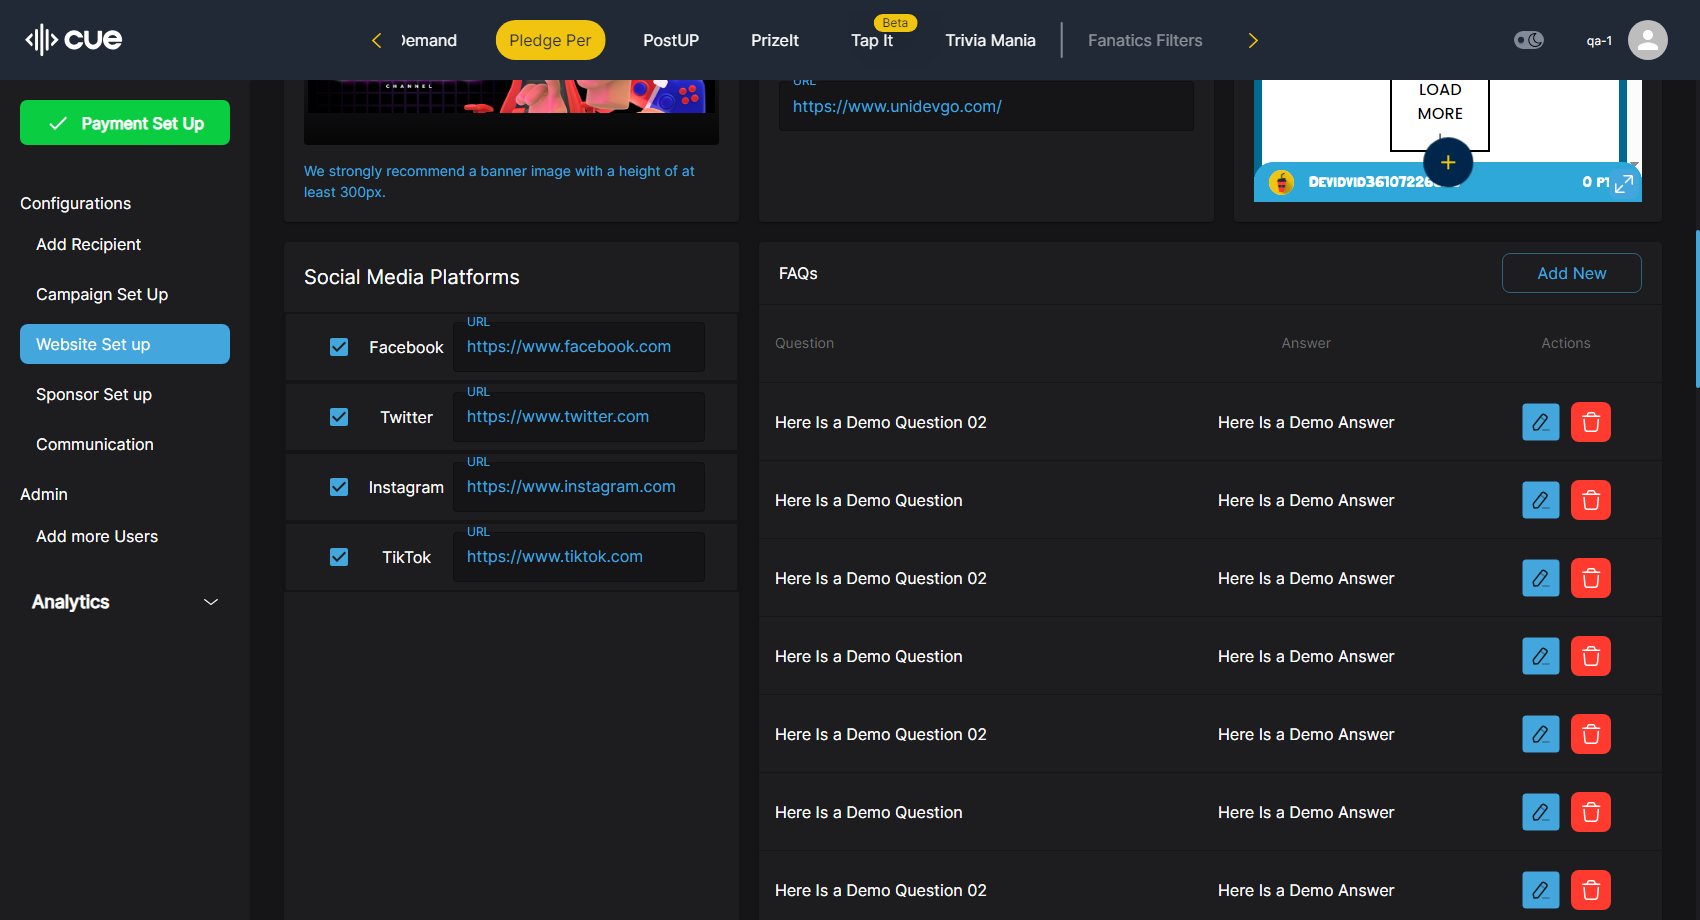 cue
Demand
Pledge Per
PostUP
PrizeIt
Beta
Tap It
Trivia Mania
Fanatics Filters
qa-1
Payment Set Up
Configurations
Add Recipient
Campaign Set Up
Website Set up
Sponsor Set up
Communication
Admin
Add more Users
Analytics
CHANNEL
We strongly recommend a banner image with a height of at
least 300px.
URL
https://www.unidevgo.com/
LOAD
MORE
0 PT
Social Media Platforms
Facebook
URL
https://www.facebook.com
Twitter
URL
https://www.twitter.com
Instagram
URL
https://www.instagram.com
TikTok
URL
https://www.tiktok.com
FAQs
Add New
Question Answer Actions
Here Is a Demo Question 02 Here Is a Demo Answer
Here Is a Demo Question Here Is a Demo Answer
Here Is a Demo Question 02 Here Is a Demo Answer
Here Is a Demo Question Here Is a Demo Answer
Here Is a Demo Question 02 Here Is a Demo Answer
Here Is a Demo Question Here Is a Demo Answer
Here Is a Demo Question 02 Here Is a Demo Answer